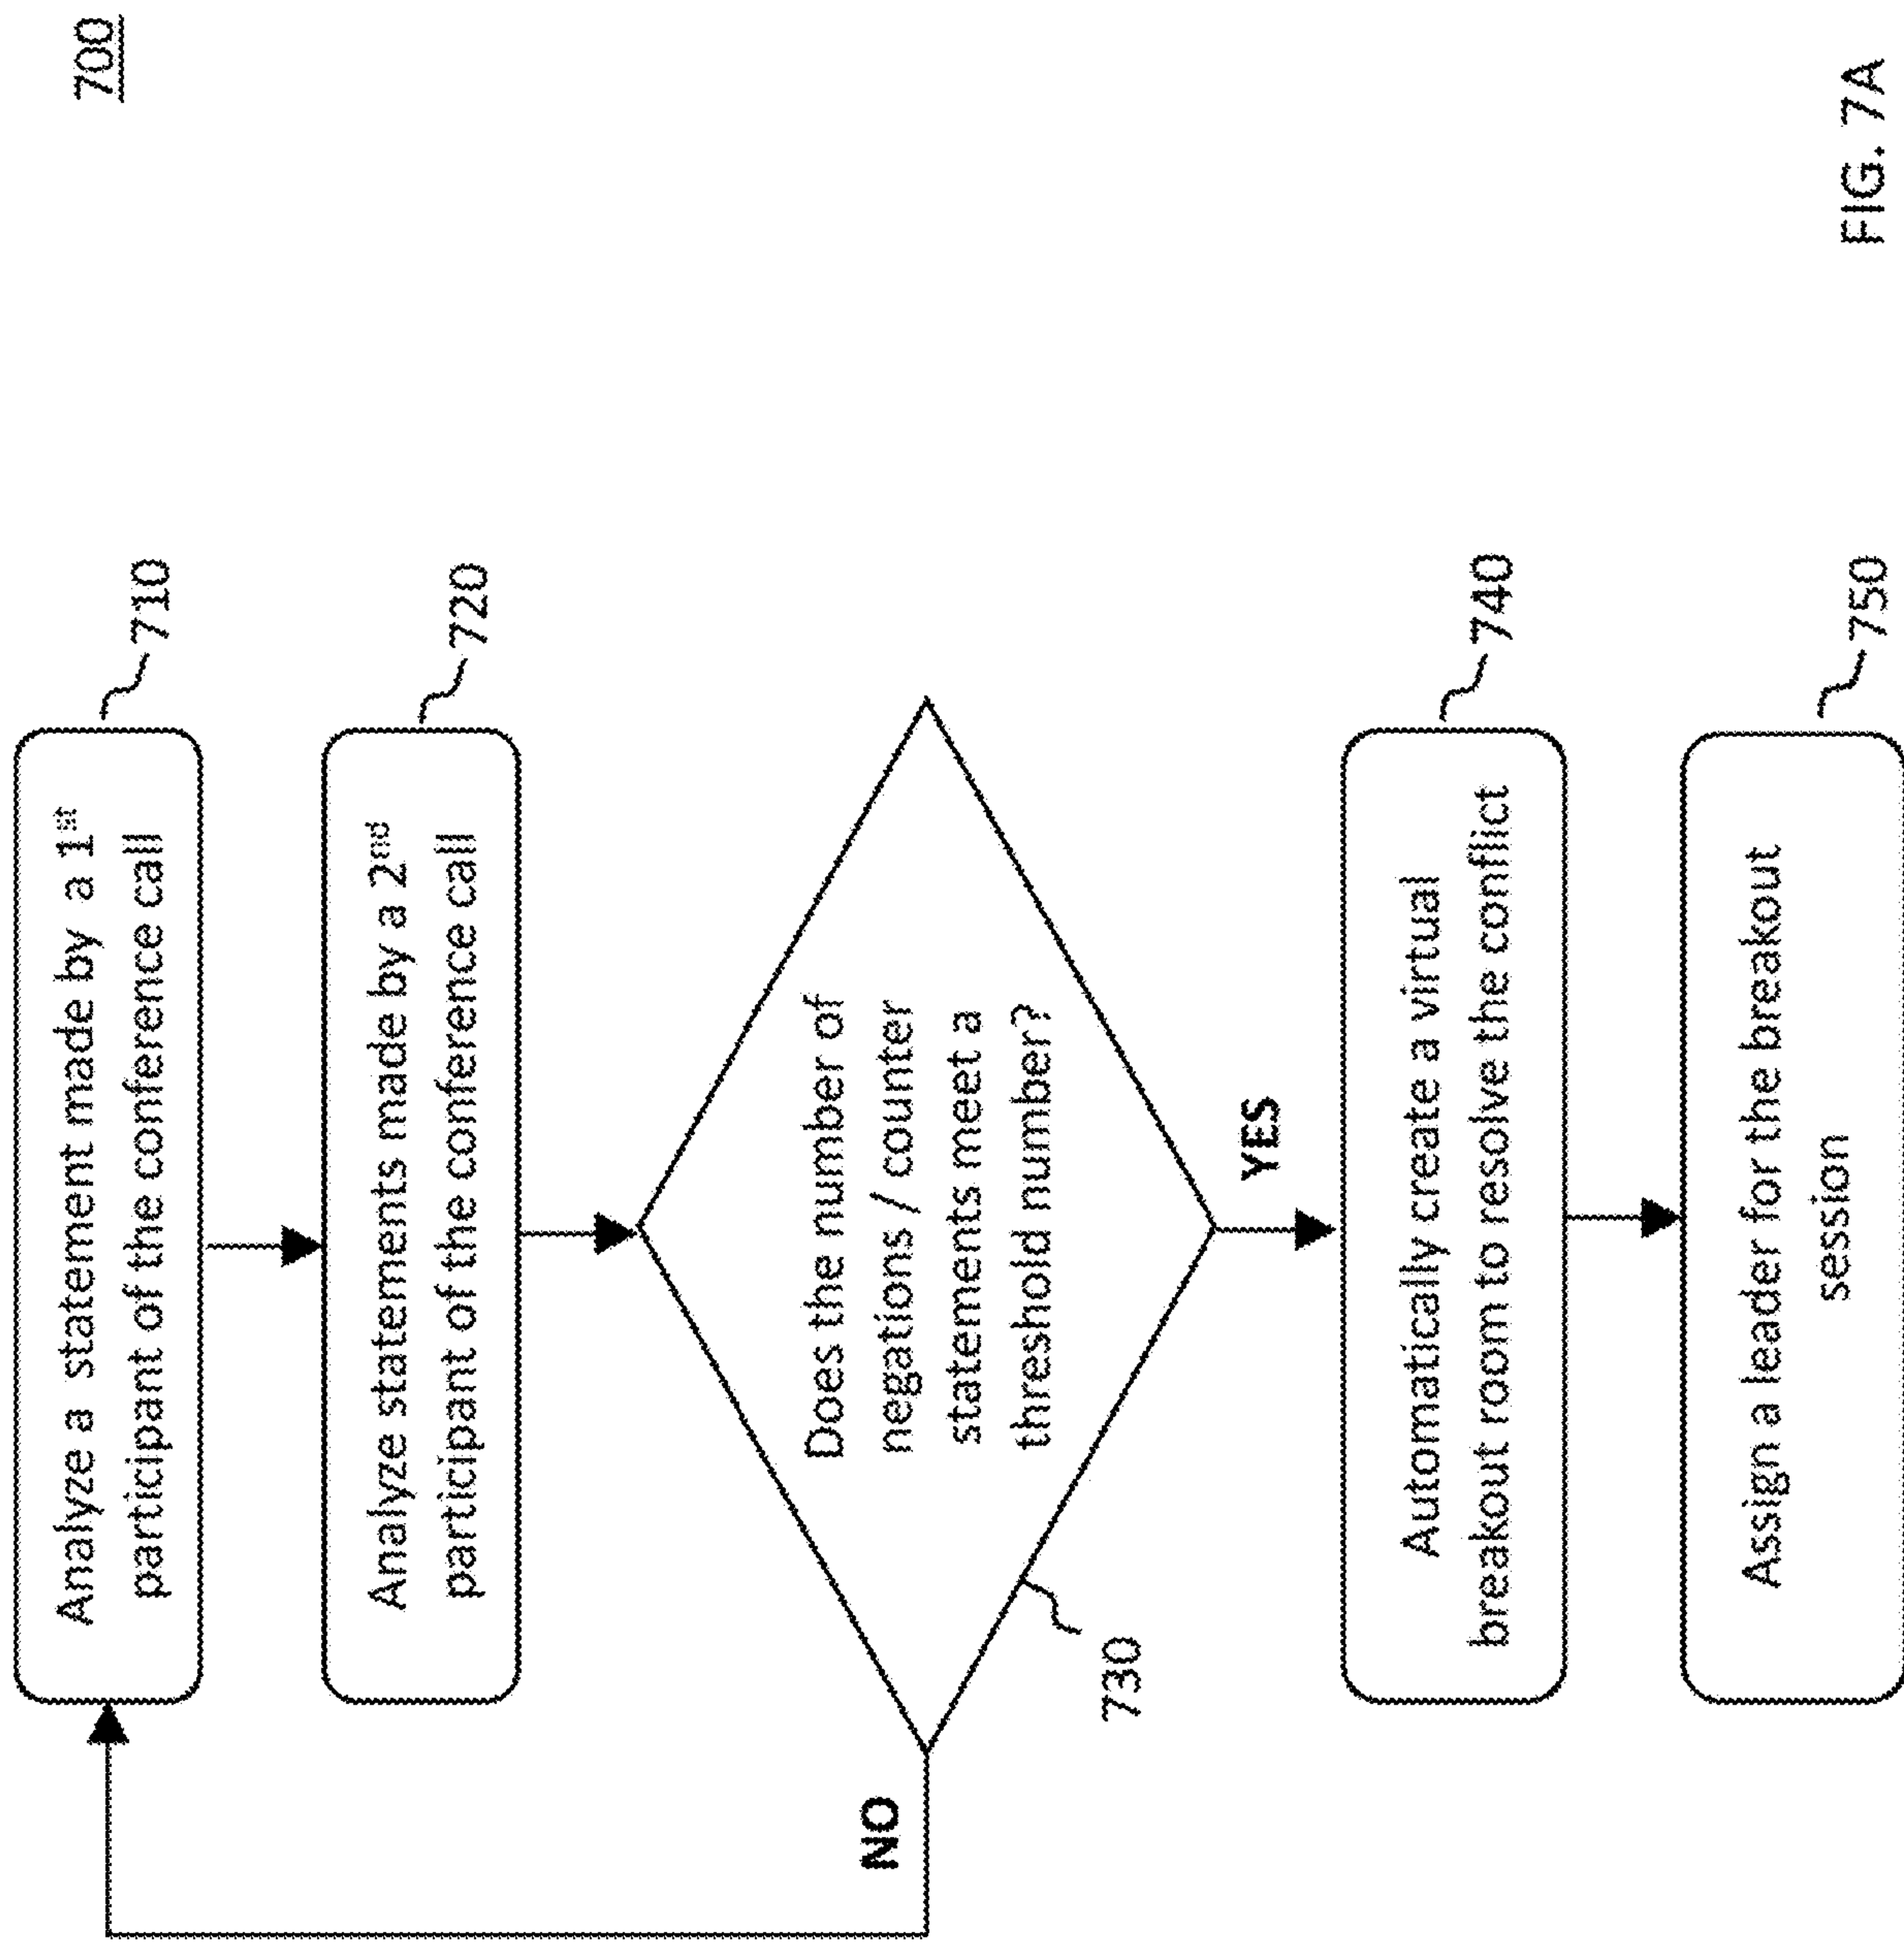 700
Analyze a statement made by a 1st
participant of the conference call
710
Analyze statements made by a 2nd
participant of the conference call
720
Does the number of
negations / counter
statements meet a
threshold number?
730
NO
YES
Automatically create a virtual
breakout room to resolve the conflict
740
Assign a leader for the breakout
session
750
FIG. 7A